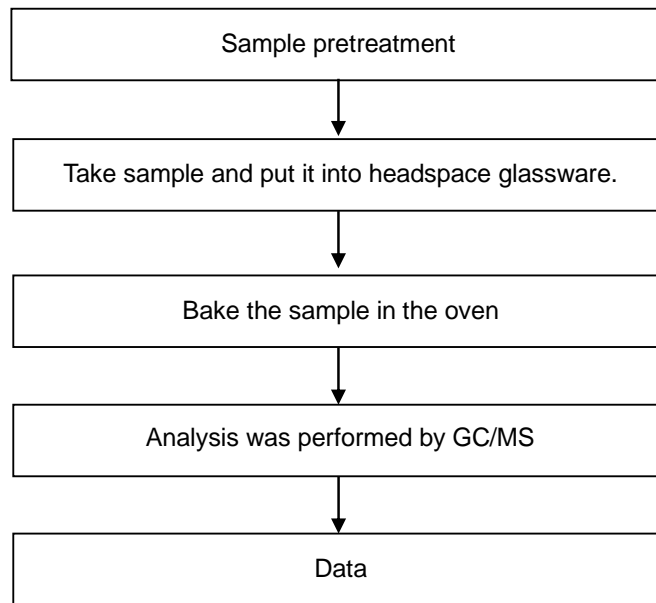 Sample pretreatment
Take sample and put it into headspace glassware.
Bake the sample in the oven
Analysis was performed by GC/MS
Data